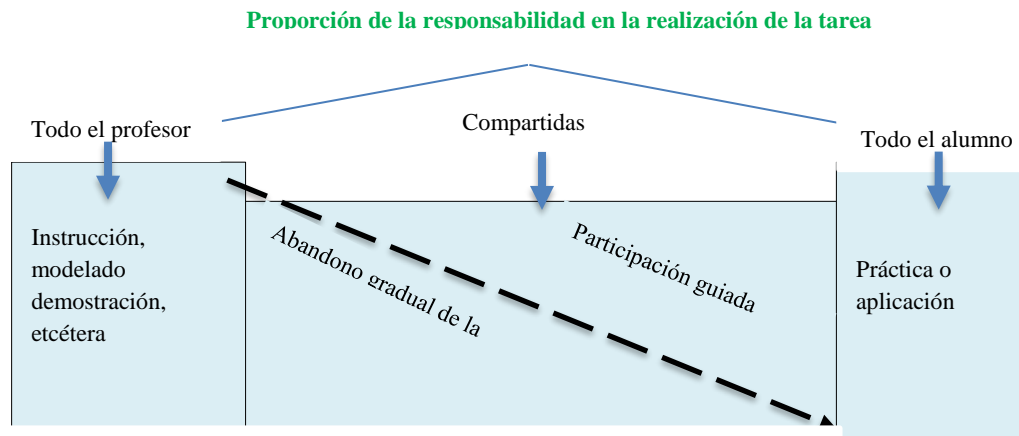 Proporción de la responsabilidad en la realización de la tarea
Todo el profesor
Compartidas
Todo el alumno
Instrucción,
modelado
demostración,
etcétera
Abandono gradual de la
Participación guiada
Práctica o
aplicación